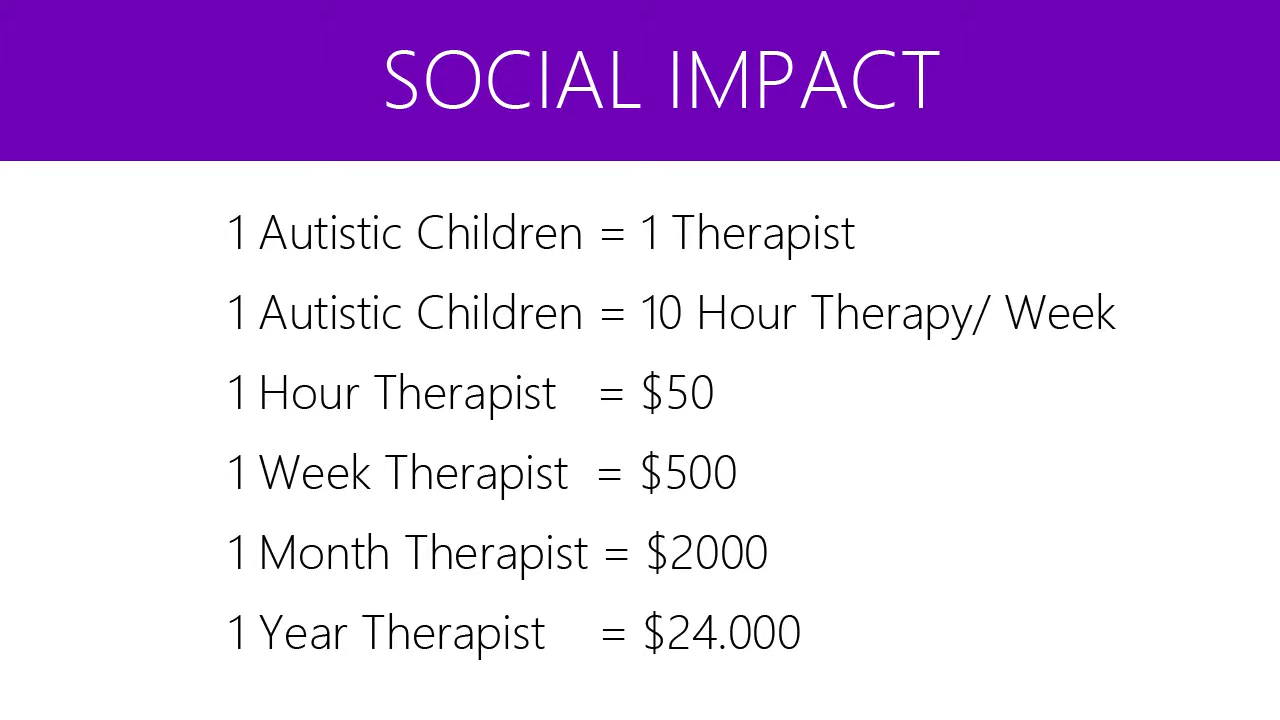 SOCIAL IMPACT
1 Autistic Children = 1 Therapist
1 Autistic Children = 10 Hour Therapy/ Week
1 Hour Therapist = $50
1 Week Therapist = $500
1 Month Therapist = $2000
1 Year Therapist = $24.000